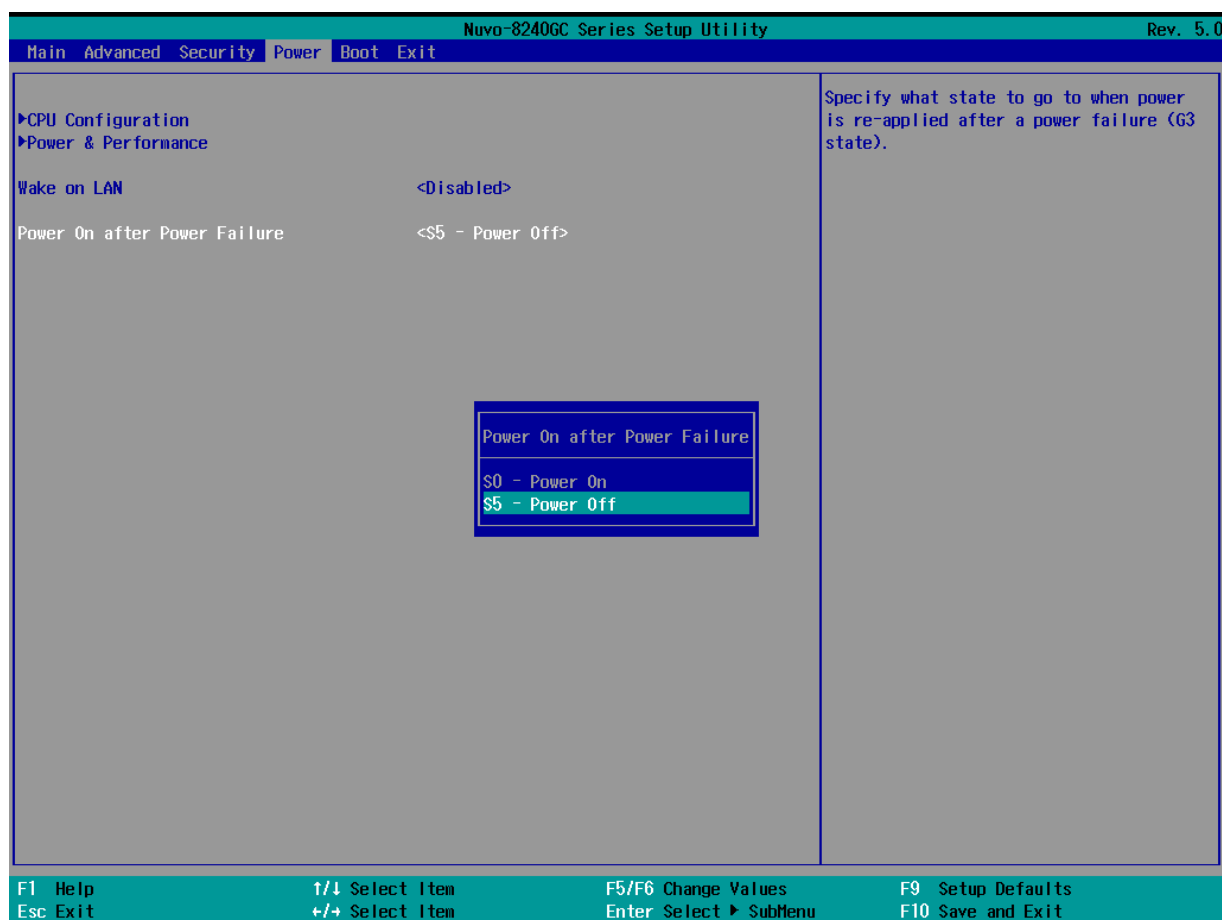 Nuvo-8240GC Series Setup Utility Rev. 5.0
Main Advanced Security Power Boot Exit
▶CPU Configuration
▶Power & Performance
Wake on LAN <Disabled>
Power On after Power Failure <S5 - Power Off>
Specify what state to go to when power
is re-applied after a power failure (G3
state).
Power On after Power Failure
S0 - Power On
S5 - Power Off
F1 Help ↑/↓ Select Item F5/F6 Change Values F9 Setup Defaults
Esc Exit ←/→ Select Item Enter Select ▶ SubMenu F10 Save and Exit